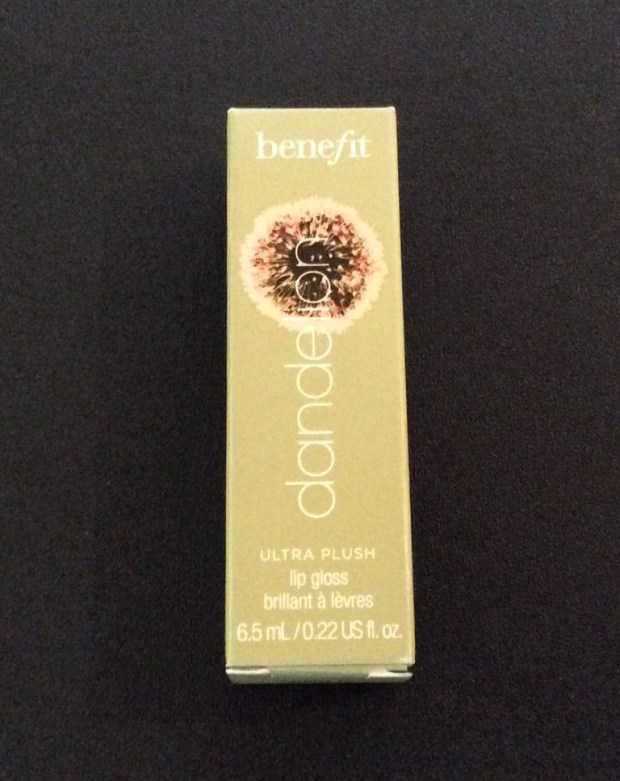 benefit
dandelion
ULTRA PLUSH
lip gloss
brillant à lèvres
6.5 mL / 0.22 US fl. oz.